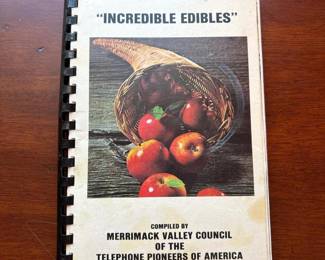 "INCREDIBLE EDIBLES"
COMPILED BY
MERRIMACK VALLEY COUNCIL
OF THE
TELEPHONE PIONEERS OF AMERICA